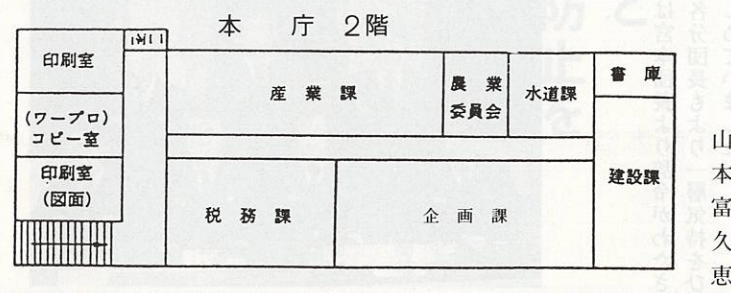 本庁 2階
印刷室
産業課
農業
委員会
水道課
書庫
(ワープロ)
コピー室
印刷室
(図面)
税務課
企画課
建設課
山本富久恵